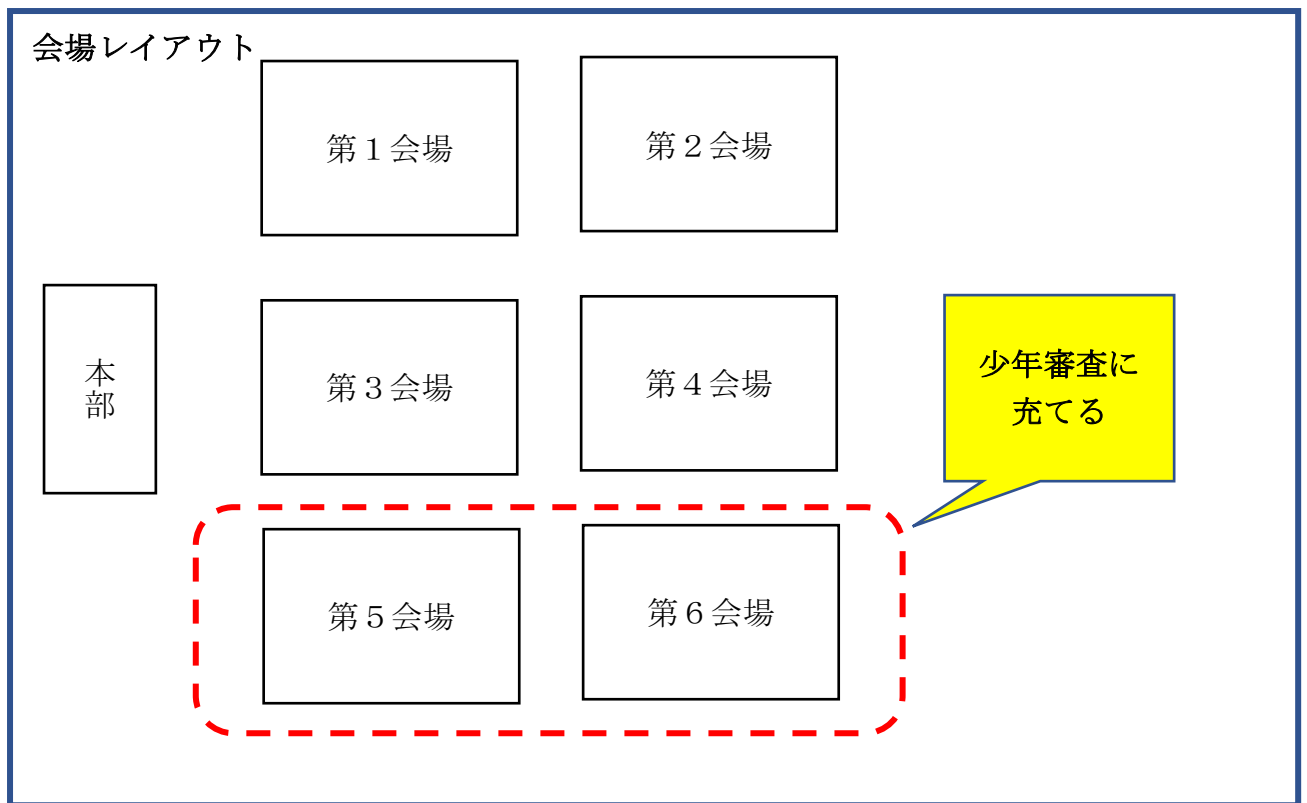 会場レイアウト
第１会場
第２会場
本部
第３会場
第４会場
少年審査に
充てる
第５会場
第６会場